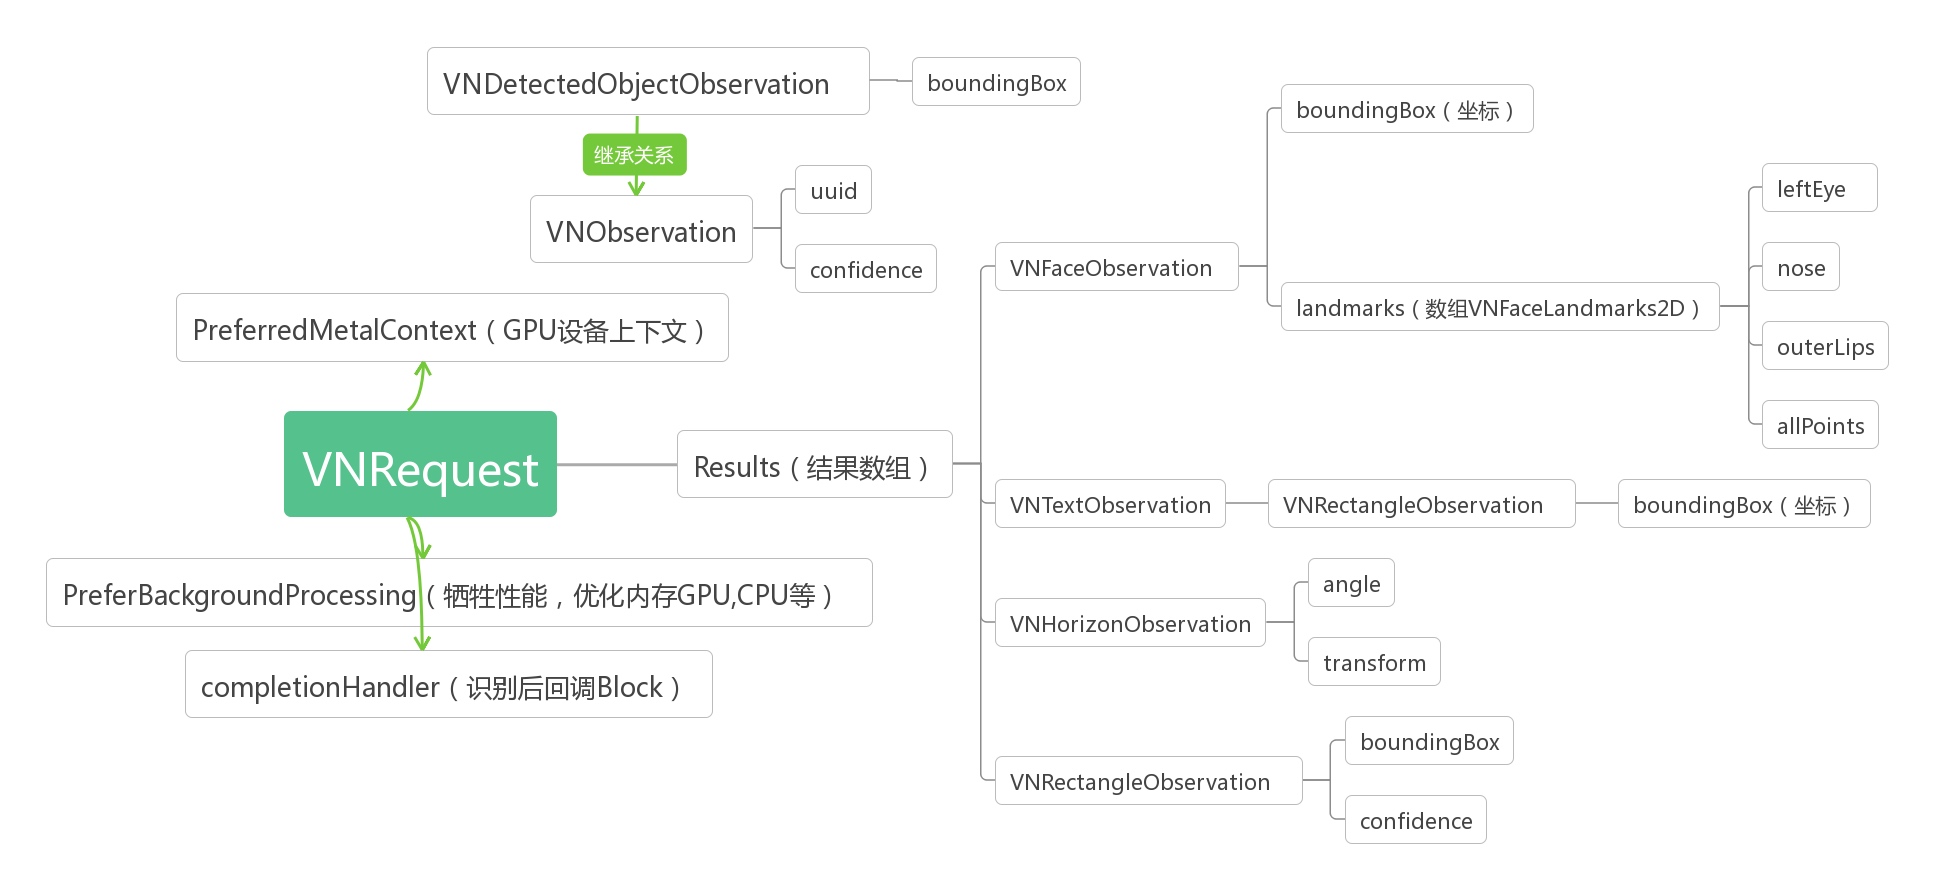 VNDetectedObjectObservation
boundingBox
继承关系
VNObservation
uuid
confidence
PreferredMetalContext（GPU设备上下文）
VNRequest
PreferBackgroundProcessing（牺牲性能，优化内存GPU,CPU等）
completionHandler（识别后回调Block）
Results（结果数组）
VNFaceObservation
boundingBox（坐标）
landmarks（数组VNFaceLandmarks2D）
leftEye
nose
outerLips
allPoints
VNTextObservation
VNRectangleObservation
boundingBox（坐标）
VNHorizonObservation
angle
transform
VNRectangleObservation
boundingBox
confidence